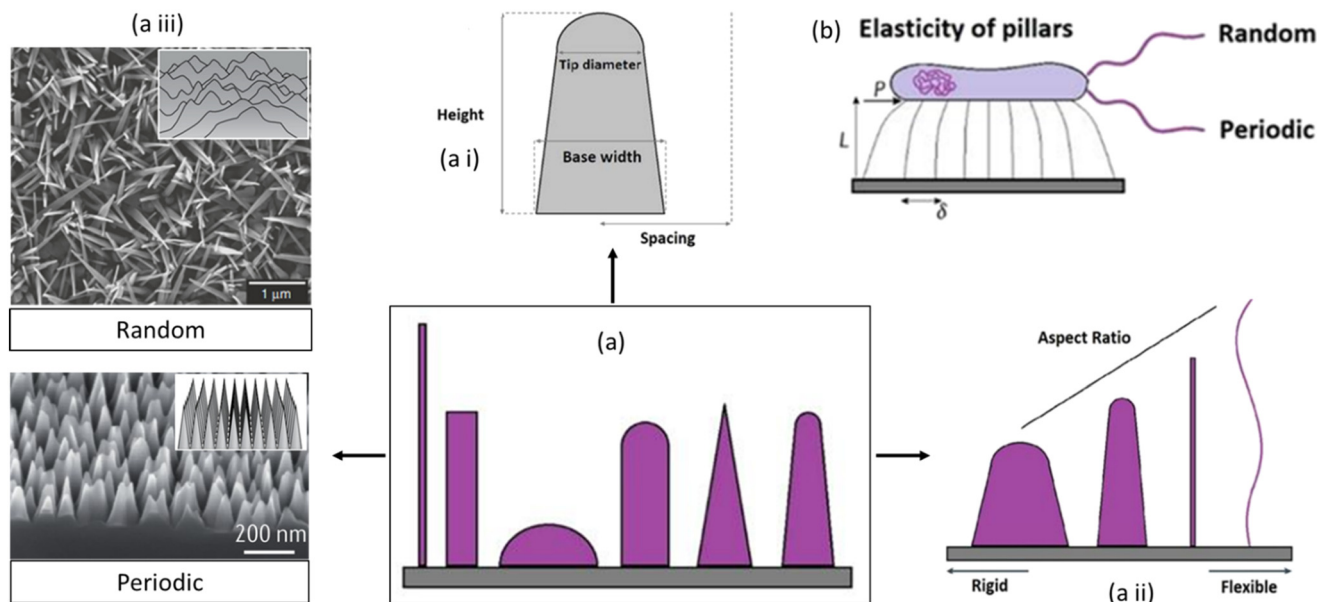 (a iii)
1 μm
Random
200 nm
Periodic
Tip diameter
Height
(a i)
Base width
Spacing
(a)
(b) Elasticity of pillars
Random
P
Periodic
L
δ
Aspect Ratio
Rigid
(a ii)
Flexible